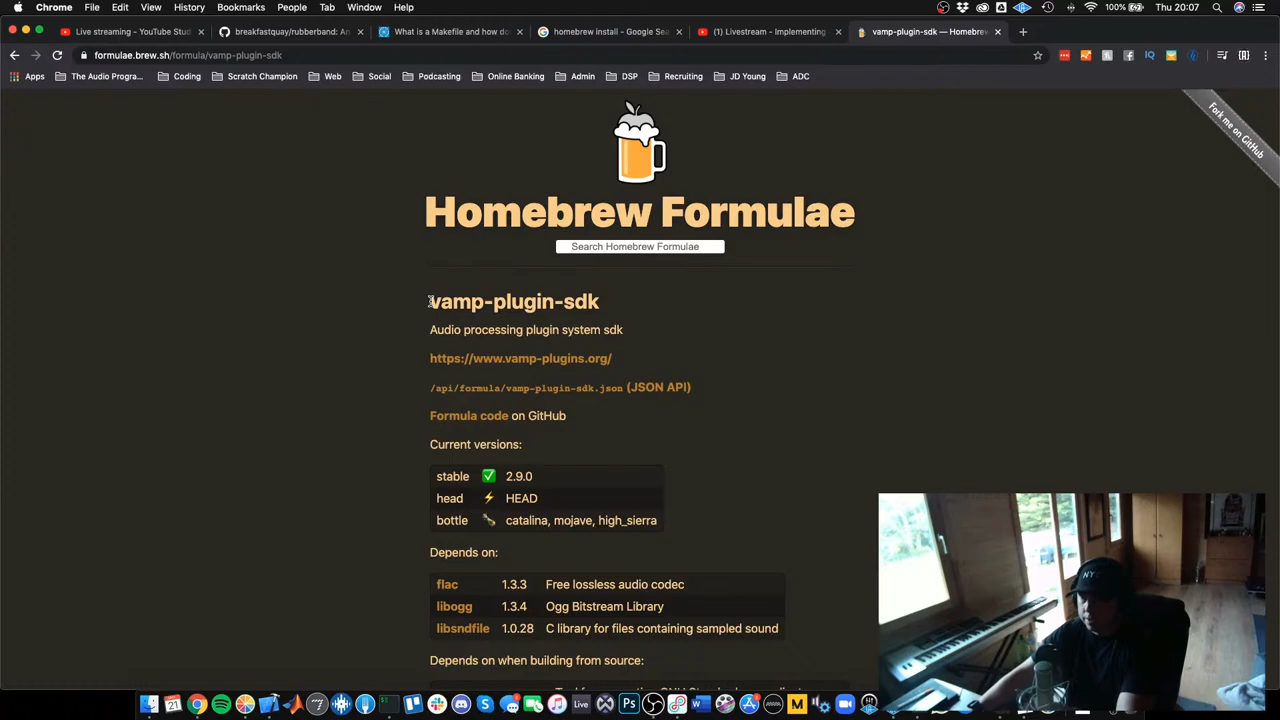 Chrome File Edit View History Bookmarks People Tab Window Help 100% Thu 20:07
Live streaming - YouTube Stud
breakfastquay/rubberband: An
What is a Makefile and how do
homebrew install - Google Sea
(1) Livestream - Implementing
vamp-plugin-sdk — Homebrew
formulae.brew.sh/formula/vamp-plugin-sdk
Apps The Audio Progra... Coding Scratch Champion Web Social Podcasting Online Banking Admin DSP Recruiting JD Young ADC
Fork me on GitHub
Homebrew Formulae
Search Homebrew Formulae
vamp-plugin-sdk
Audio processing plugin system sdk
https://www.vamp-plugins.org/
/api/formula/vamp-plugin-sdk.json (JSON API)
Formula code on GitHub
Current versions:
stable ✅ 2.9.0
head ⚡ HEAD
bottle 🍾 catalina, mojave, high_sierra
Depends on:
flac 1.3.3 Free lossless audio codec
libogg 1.3.4 Ogg Bitstream Library
libsndfile 1.0.28 C library for files containing sampled sound
Depends on when building from source: